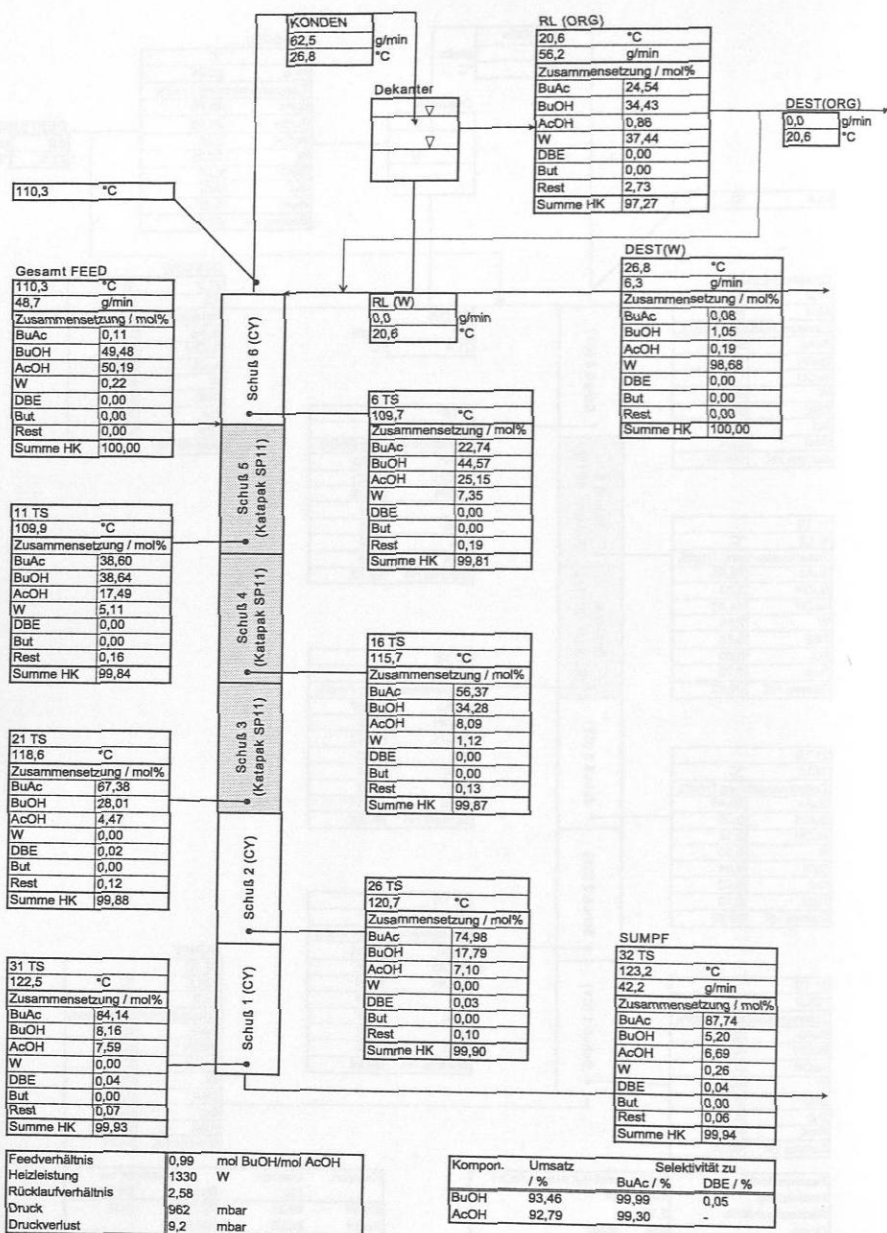 KONDEN
62,5 g/min
26,8 °C
Dekanter
RL (ORG)
20,6 °C
56,2 g/min
Zusammensetzung / mol%
BuAc 24,54
BuOH 34,43
AcOH 0,86
W 37,44
DBE 0,00
But 0,00
Rest 2,73
Summe HK 97,27
DEST(ORG)
0,0 g/min
20,6 °C
110,3 °C
Gesamt FEED
110,3 °C
48,7 g/min
Zusammensetzung / mol%
BuAc 0,11
BuOH 49,48
AcOH 50,19
W 0,22
DBE 0,00
But 0,00
Rest 0,00
Summe HK 100,00
RL (W)
0,0 g/min
20,6 °C
DEST(W)
26,8 °C
6,3 g/min
Zusammensetzung / mol%
BuAc 0,08
BuOH 1,05
AcOH 0,19
W 98,68
DBE 0,00
But 0,00
Rest 0,00
Summe HK 100,00
Schuß 6 (CY)
6 TS
109,7 °C
Zusammensetzung / mol%
BuAc 22,74
BuOH 44,57
AcOH 25,15
W 7,35
DBE 0,00
But 0,00
Rest 0,19
Summe HK 99,81
Schuß 5
(Katapak SP11)
11 TS
109,9 °C
Zusammensetzung / mol%
BuAc 38,60
BuOH 38,64
AcOH 17,49
W 5,11
DBE 0,00
But 0,00
Rest 0,16
Summe HK 99,84
Schuß 4
(Katapak SP11)
16 TS
115,7 °C
Zusammensetzung / mol%
BuAc 56,37
BuOH 34,28
AcOH 8,09
W 1,12
DBE 0,00
But 0,00
Rest 0,13
Summe HK 99,87
Schuß 3
(Katapak SP11)
21 TS
118,6 °C
Zusammensetzung / mol%
BuAc 67,38
BuOH 28,01
AcOH 4,47
W 0,00
DBE 0,02
But 0,00
Rest 0,12
Summe HK 99,88
Schuß 2 (CY)
26 TS
120,7 °C
Zusammensetzung / mol%
BuAc 74,98
BuOH 17,79
AcOH 7,10
W 0,00
DBE 0,03
But 0,00
Rest 0,10
Summe HK 99,90
Schuß 1 (CY)
31 TS
122,5 °C
Zusammensetzung / mol%
BuAc 84,14
BuOH 8,16
AcOH 7,59
W 0,00
DBE 0,04
But 0,00
Rest 0,07
Summe HK 99,93
SUMPF
32 TS
123,2 °C
42,2 g/min
Zusammensetzung / mol%
BuAc 87,74
BuOH 5,20
AcOH 6,69
W 0,26
DBE 0,04
But 0,00
Rest 0,06
Summe HK 99,94
Feedverhältnis 0,99 mol BuOH/mol AcOH
Heizleistung 1330 W
Rücklaufverhältnis 2,58
Druck 962 mbar
Druckverlust 9,2 mbar
Kompon. Umsatz Selektivität zu
/ % BuAc / % DBE / %
BuOH 93,46 99,99 0,05
AcOH 92,79 99,30 -